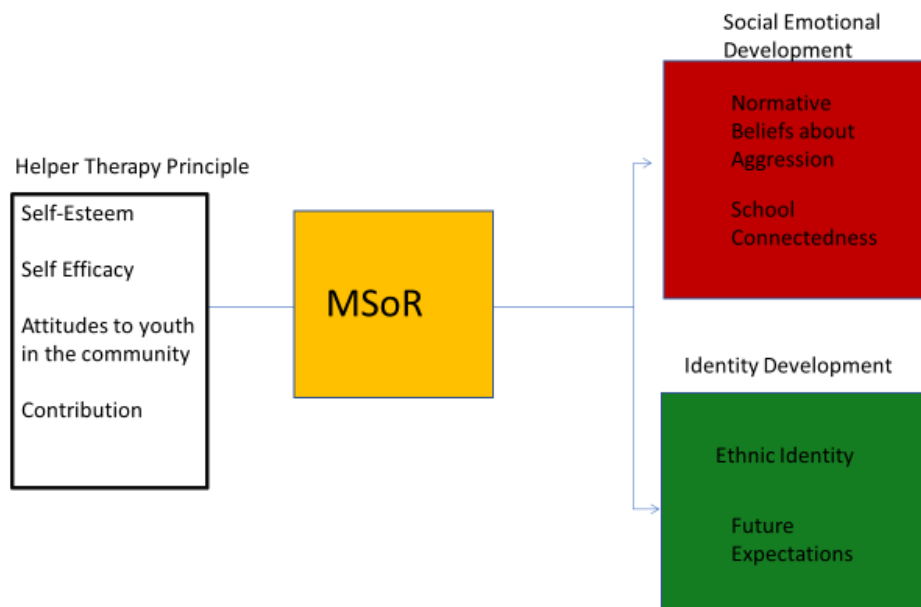 Helper Therapy Principle
Self-Esteem
Self Efficacy
Attitudes to youth
in the community
Contribution
MSoR
Social Emotional
Development
Normative
Beliefs about
Aggression
School
Connectedness
Identity Development
Ethnic Identity
Future
Expectations